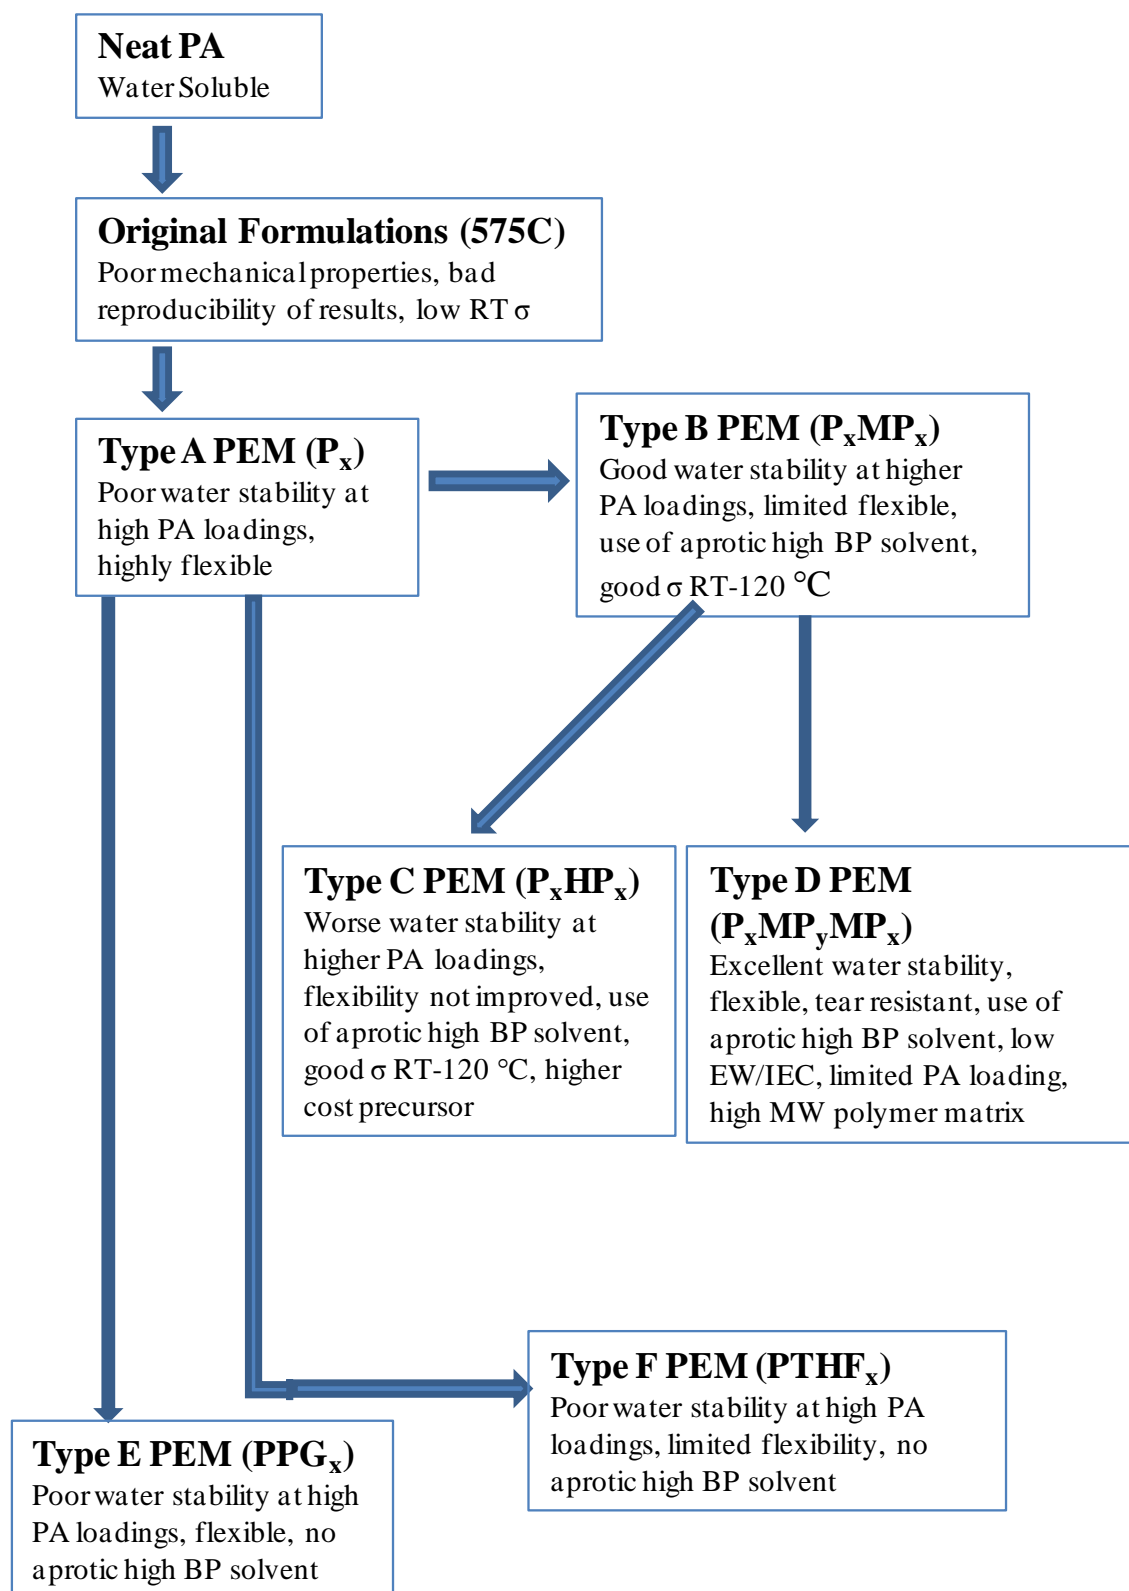 Neat PA
Water Soluble
Original Formulations (575C)
Poor mechanical properties, bad
reproducibility of results, low RT σ
Type A PEM (Pₓ)
Poor water stability at
high PA loadings,
highly flexible
Type B PEM (PₓMPₓ)
Good water stability at higher
PA loadings, limited flexible,
use of aprotic high BP solvent,
good σ RT-120 °C
Type C PEM (PₓHPₓ)
Worse water stability at
higher PA loadings,
flexibility not improved, use
of aprotic high BP solvent,
good σ RT-120 °C, higher
cost precursor
Type D PEM
(PₓMPᵧMPₓ)
Excellent water stability,
flexible, tear resistant, use of
aprotic high BP solvent, low
EW/IEC, limited PA loading,
high MW polymer matrix
Type F PEM (PTHFₓ)
Poor water stability at high PA
loadings, limited flexibility, no
aprotic high BP solvent
Type E PEM (PPGₓ)
Poor water stability at high
PA loadings, flexible, no
aprotic high BP solvent